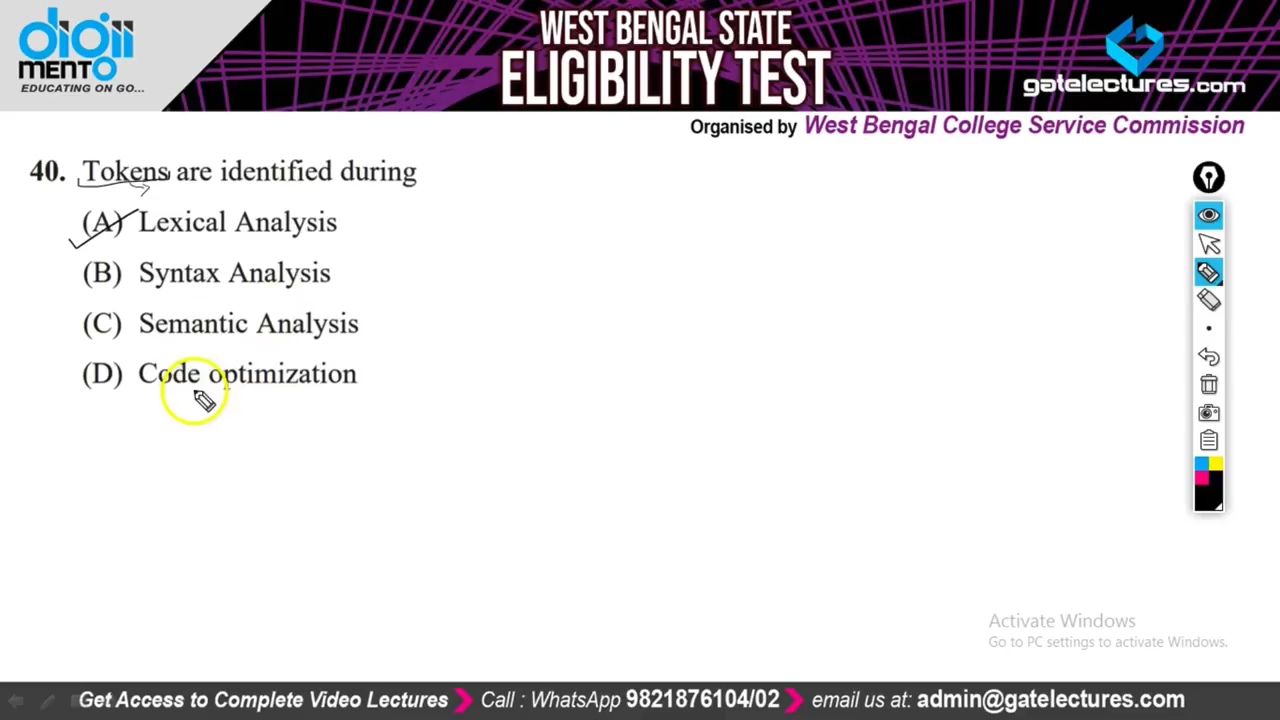 digii
MENTO
EDUCATING ON GO...
WEST BENGAL STATE
ELIGIBILITY TEST
gatelectures.com
Organised by West Bengal College Service Commission
40. Tokens are identified during
(A) Lexical Analysis
(B) Syntax Analysis
(C) Semantic Analysis
(D) Code optimization
Activate Windows
Go to PC settings to activate Windows.
Get Access to Complete Video Lectures Call : WhatsApp 9821876104/02 email us at: admin@gatelectures.com